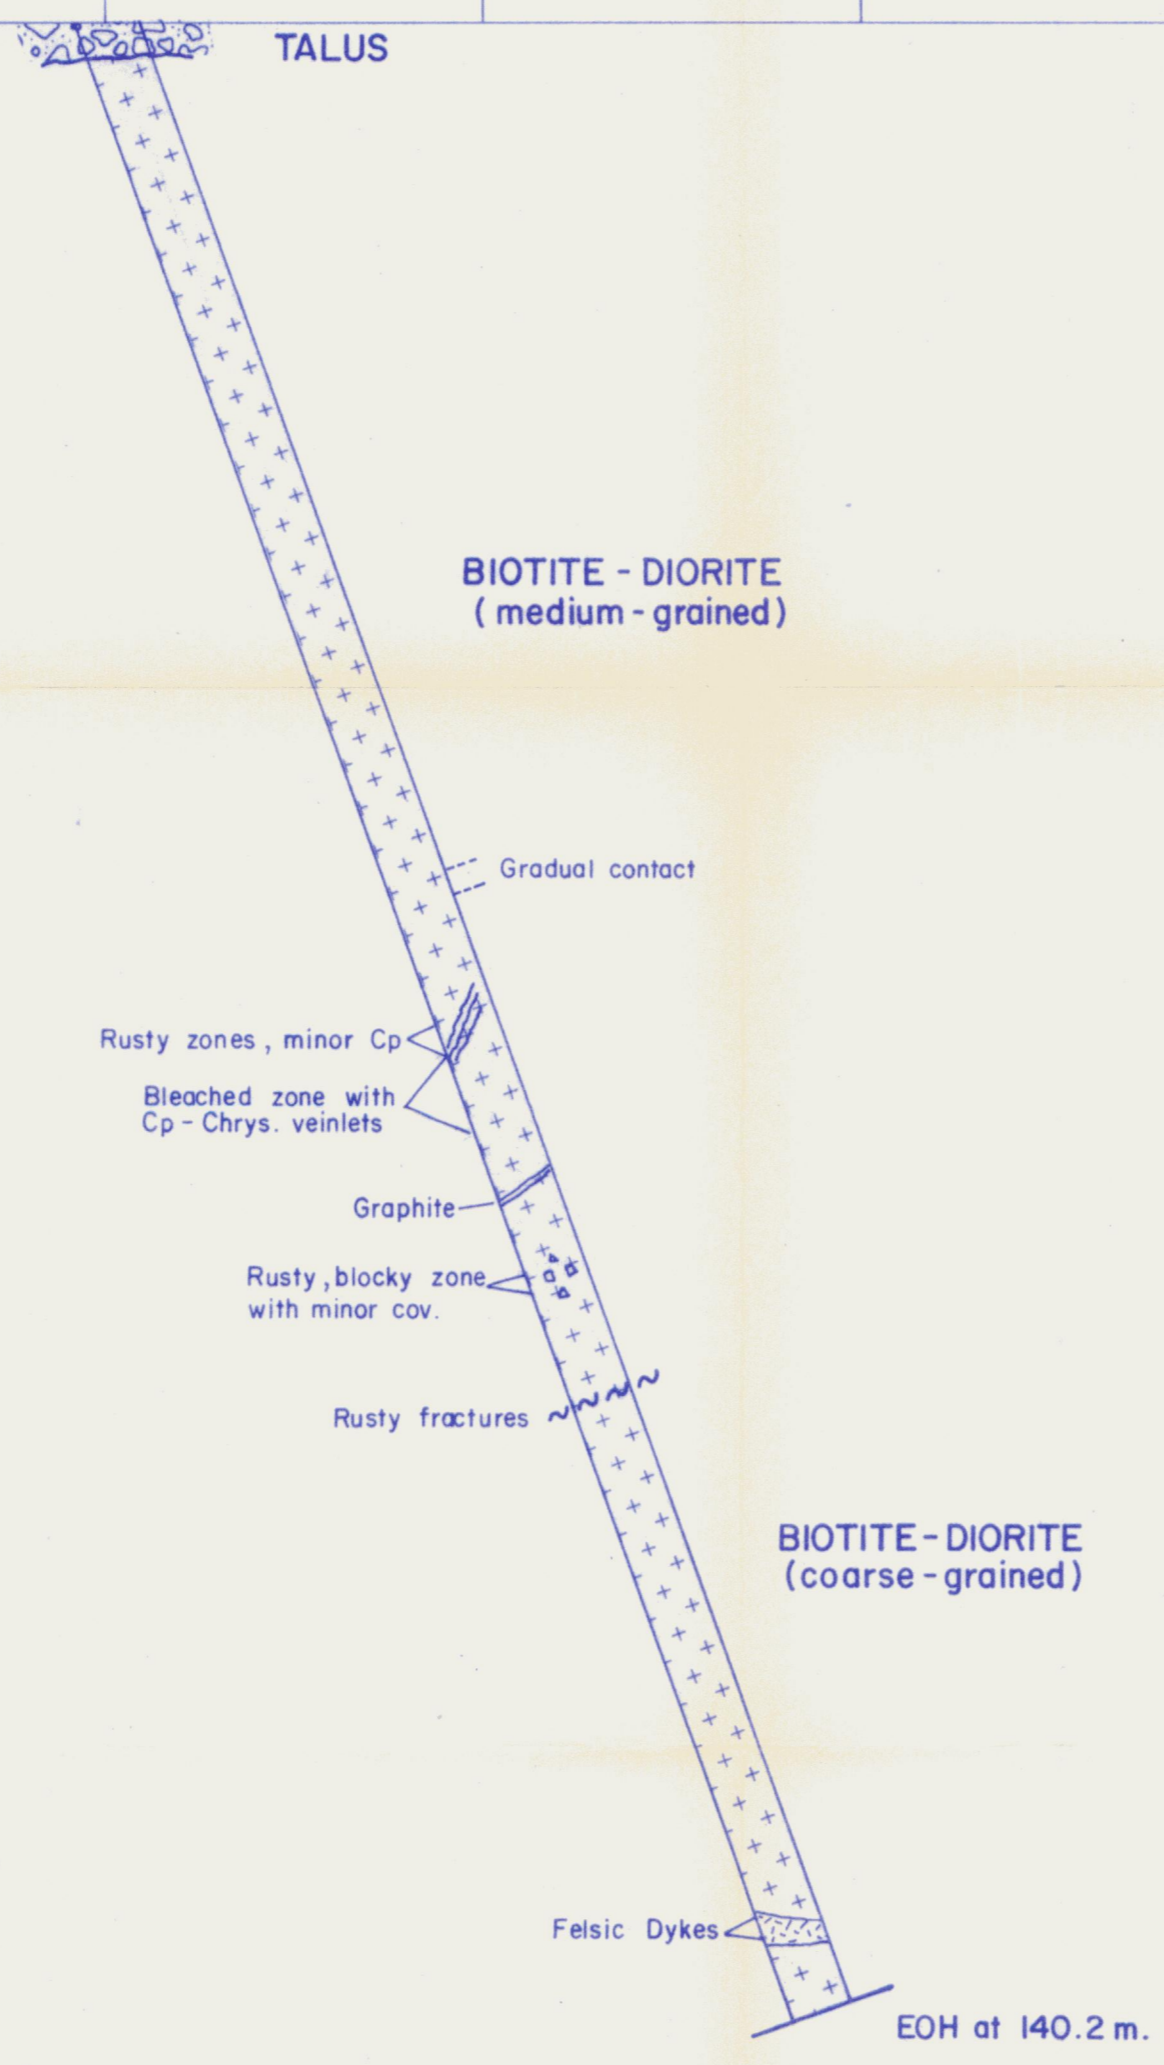 TALUS
BIOTITE - DIORITE
( medium - grained )
Gradual contact
Rusty zones , minor Cp
Bleached zone with
Cp - Chrys. veinlets
Graphite
Rusty , blocky zone
with minor cov.
Rusty fractures
BIOTITE - DIORITE
(coarse - grained )
Felsic Dykes
EOH at 140.2 m.